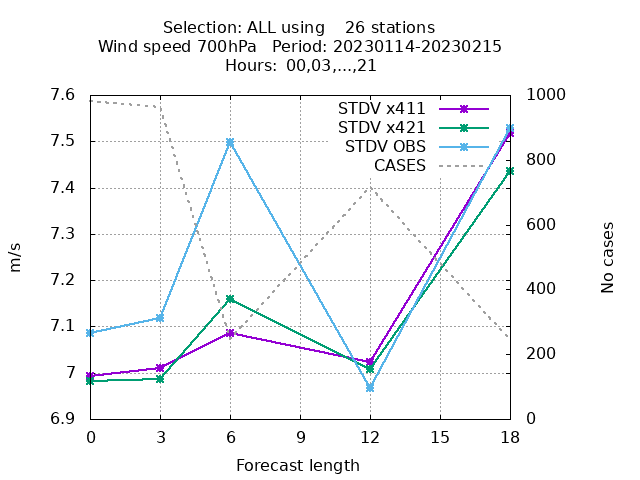 Selection: ALL using    26 stations
Wind speed 700hPa   Period: 20230114-20230215
Hours: 00,03,...,21
7.6
7.5
7.4
7.3
7.2
7.1
7
6.9
m/s
STDV x411
STDV x421
STDV OBS
CASES
1000
800
600
400
200
0
No cases
0 3 6 9 12 15 18
Forecast length